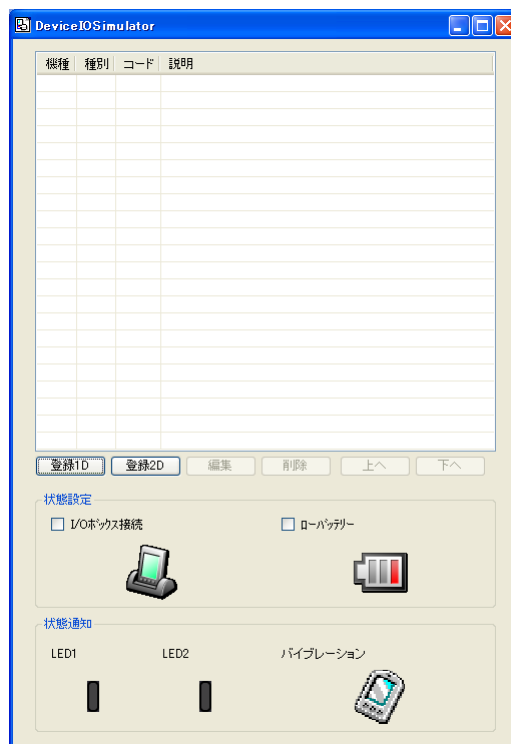 DeviceIOSimulator
機種 種別 コード 説明
登録1D 登録2D 編集 削除 上へ 下へ
状態設定
I/Oボックス接続 ローバッテリー
状態通知
LED1 LED2 バイブレーション